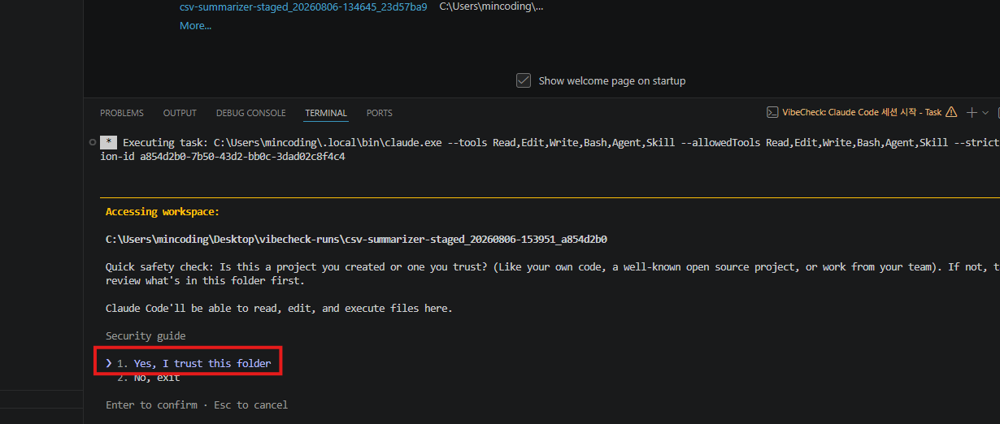 csv-summarizer-staged_20260806-134645_23d57ba9 C:\Users\mincoding\...
More...
Show welcome page on startup
PROBLEMS OUTPUT DEBUG CONSOLE TERMINAL PORTS VibeCheck: Claude Code 세션 시작 - Task
* Executing task: C:\Users\mincoding\.local\bin\claude.exe --tools Read,Edit,Write,Bash,Agent,Skill --allowedTools Read,Edit,Write,Bash,Agent,Skill --strict
ion-id a854d2b0-7b50-43d2-bb0c-3dad02c8f4c4
Accessing workspace:
C:\Users\mincoding\Desktop\vibecheck-runs\csv-summarizer-staged_20260806-153951_a854d2b0
Quick safety check: Is this a project you created or one you trust? (Like your own code, a well-known open source project, or work from your team). If not, t
review what's in this folder first.
Claude Code'll be able to read, edit, and execute files here.
Security guide
❯ 1. Yes, I trust this folder
2. No, exit
Enter to confirm · Esc to cancel